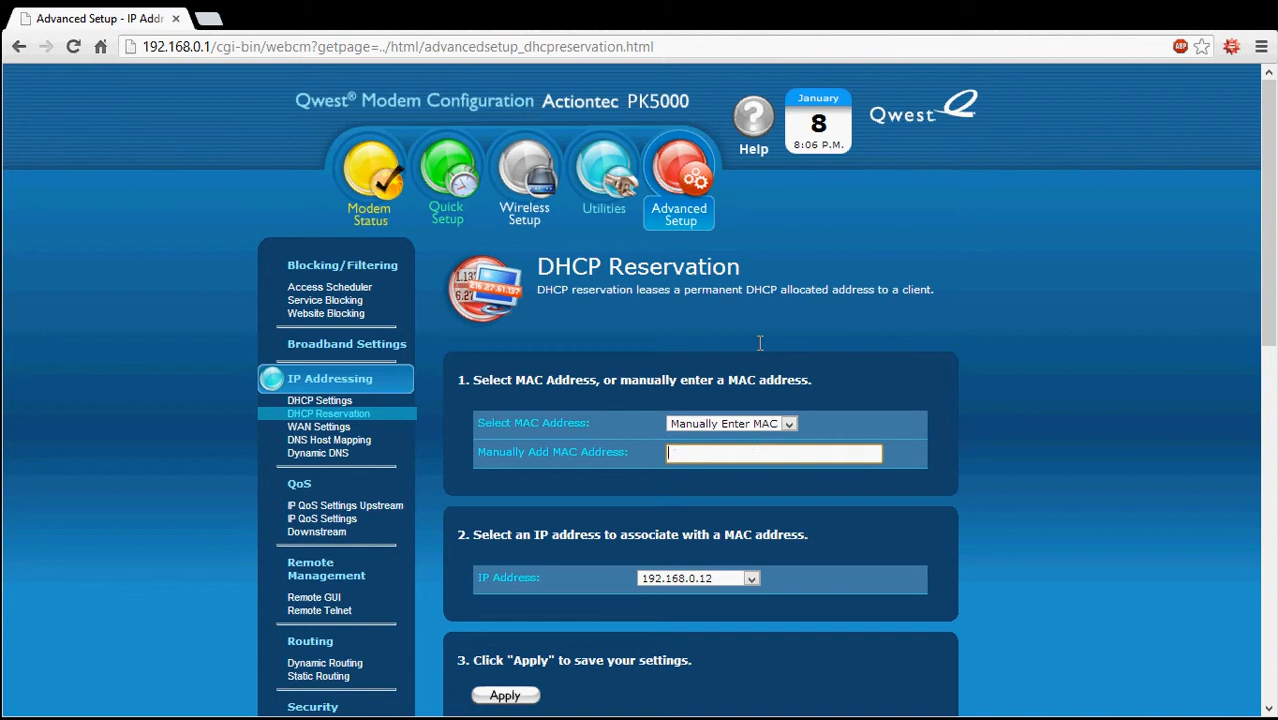 Advanced Setup - IP Addr
192.168.0.1/cgi-bin/webcm?getpage=../html/advancedsetup_dhcpreservation.html
ABP
Qwest® Modem Configuration Actiontec PK5000
Modem Status
Quick Setup
Wireless Setup
Utilities
Advanced Setup
?
Help
January
8
8:06 P.M.
Qwest
Blocking/Filtering
Access Scheduler
Service Blocking
Website Blocking
Broadband Settings
IP Addressing
DHCP Settings
DHCP Reservation
WAN Settings
DNS Host Mapping
Dynamic DNS
QoS
IP QoS Settings Upstream
IP QoS Settings
Downstream
Remote
Management
Remote GUI
Remote Telnet
Routing
Dynamic Routing
Static Routing
Security
DHCP Reservation
DHCP reservation leases a permanent DHCP allocated address to a client.
1. Select MAC Address, or manually enter a MAC address.
Select MAC Address: Manually Enter MAC
Manually Add MAC Address:
2. Select an IP address to associate with a MAC address.
IP Address: 192.168.0.12
3. Click "Apply" to save your settings.
Apply